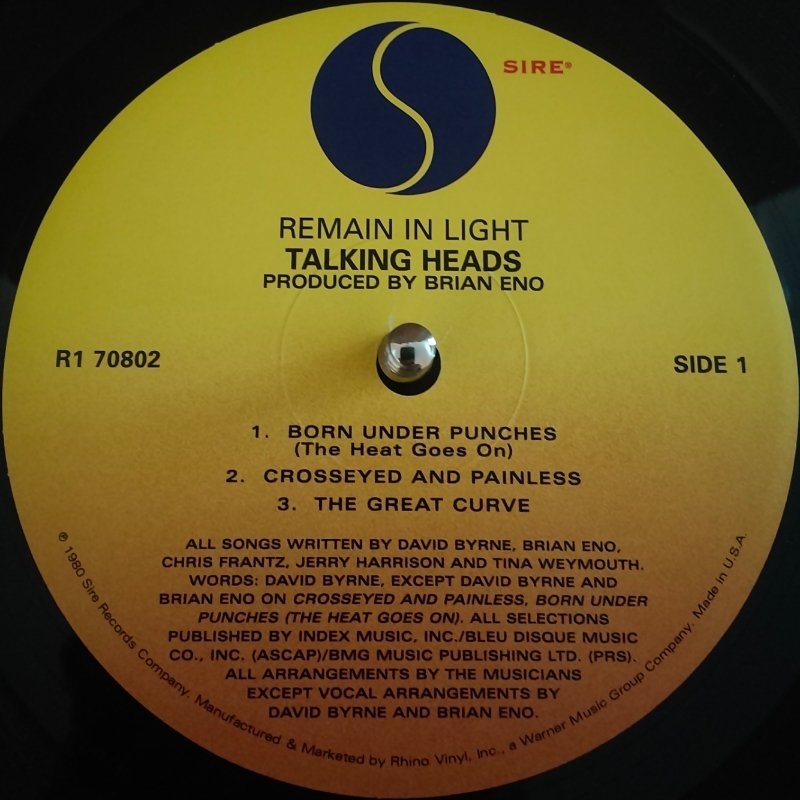 SIRE®
REMAIN IN LIGHT
TALKING HEADS
PRODUCED BY BRIAN ENO
R1 70802
SIDE 1
1. BORN UNDER PUNCHES
(The Heat Goes On)
2. CROSSEYED AND PAINLESS
3. THE GREAT CURVE
ALL SONGS WRITTEN BY DAVID BYRNE, BRIAN ENO,
CHRIS FRANTZ, JERRY HARRISON AND TINA WEYMOUTH.
WORDS: DAVID BYRNE, EXCEPT DAVID BYRNE AND
BRIAN ENO ON CROSSEYED AND PAINLESS, BORN UNDER
PUNCHES (THE HEAT GOES ON). ALL SELECTIONS
PUBLISHED BY INDEX MUSIC, INC./BLEU DISQUE MUSIC
CO., INC. (ASCAP)/BMG MUSIC PUBLISHING LTD. (PRS).
ALL ARRANGEMENTS BY THE MUSICIANS
EXCEPT VOCAL ARRANGEMENTS BY
DAVID BYRNE AND BRIAN ENO.
℗ 1980 Sire Records Company. Manufactured & Marketed by Rhino Vinyl, Inc., a Warner Music Group Company. Made in U.S.A.